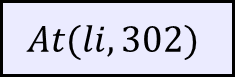 At(li, 302)